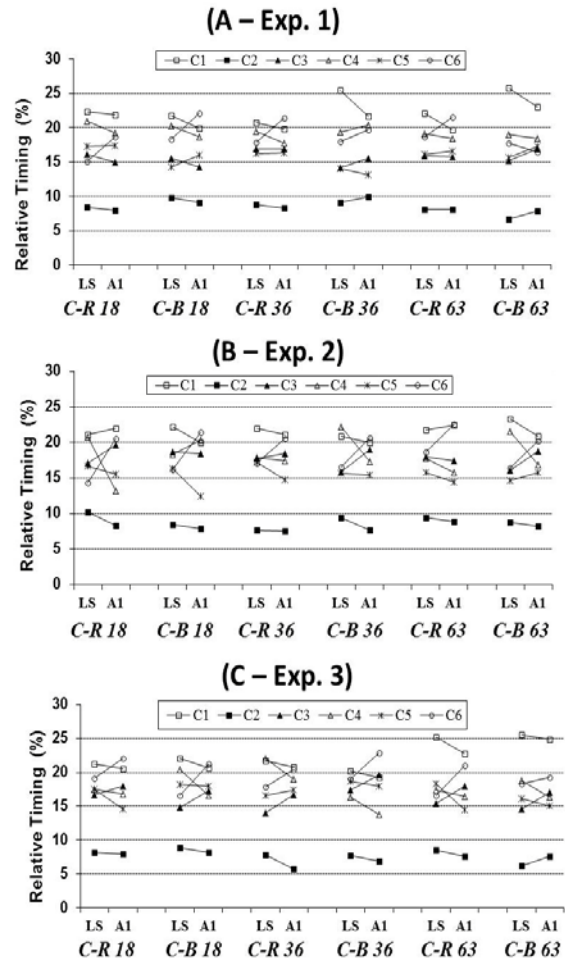 (A – Exp. 1)
C1 C2 C3 C4 C5 C6
Relative Timing (%)
30
25
20
15
10
5
0
LS A1 LS A1 LS A1 LS A1 LS A1 LS A1
C-R 18 C-B 18 C-R 36 C-B 36 C-R 63 C-B 63
(B – Exp. 2)
C1 C2 C3 C4 C5 C6
Relative Timing (%)
30
25
20
15
10
5
0
LS A1 LS A1 LS A1 LS A1 LS A1 LS A1
C-R 18 C-B 18 C-R 36 C-B 36 C-R 63 C-B 63
(C – Exp. 3)
C1 C2 C3 C4 C5 C6
Relative Timing (%)
30
25
20
15
10
5
0
LS A1 LS A1 LS A1 LS A1 LS A1 LS A1
C-R 18 C-B 18 C-R 36 C-B 36 C-R 63 C-B 63